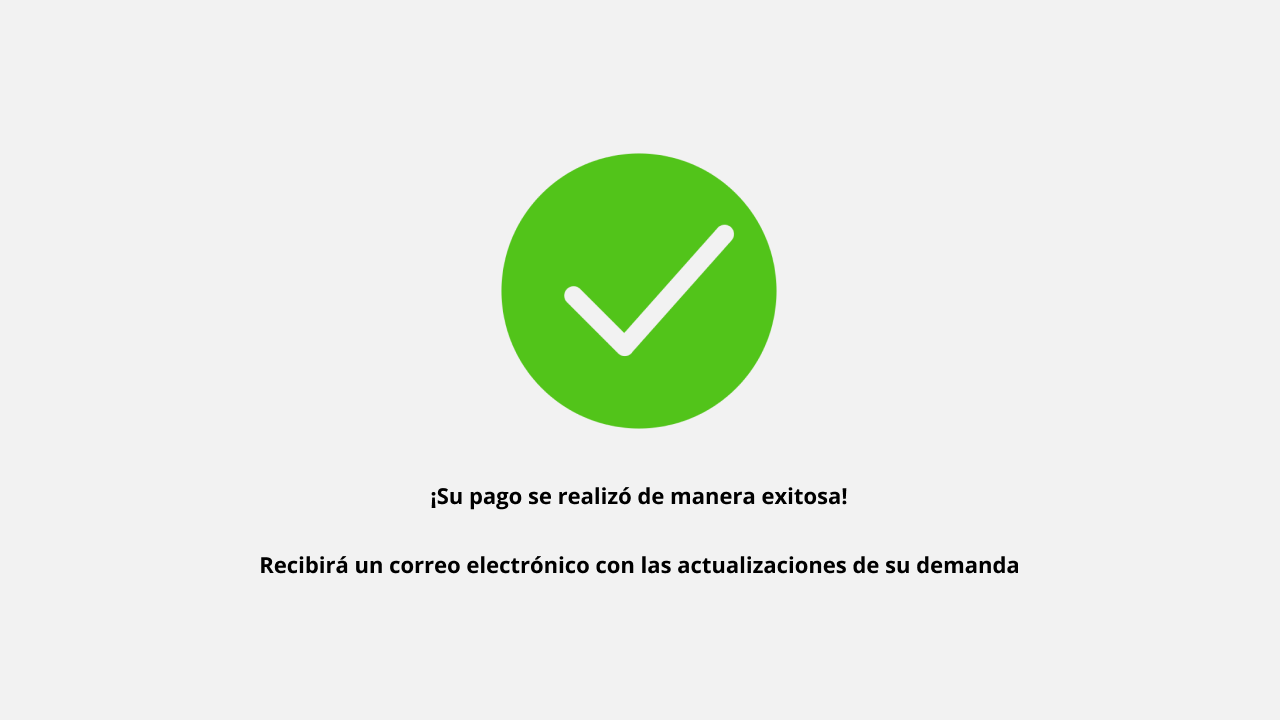 ¡Su pago se realizó de manera exitosa!
Recibirá un correo electrónico con las actualizaciones de su demanda